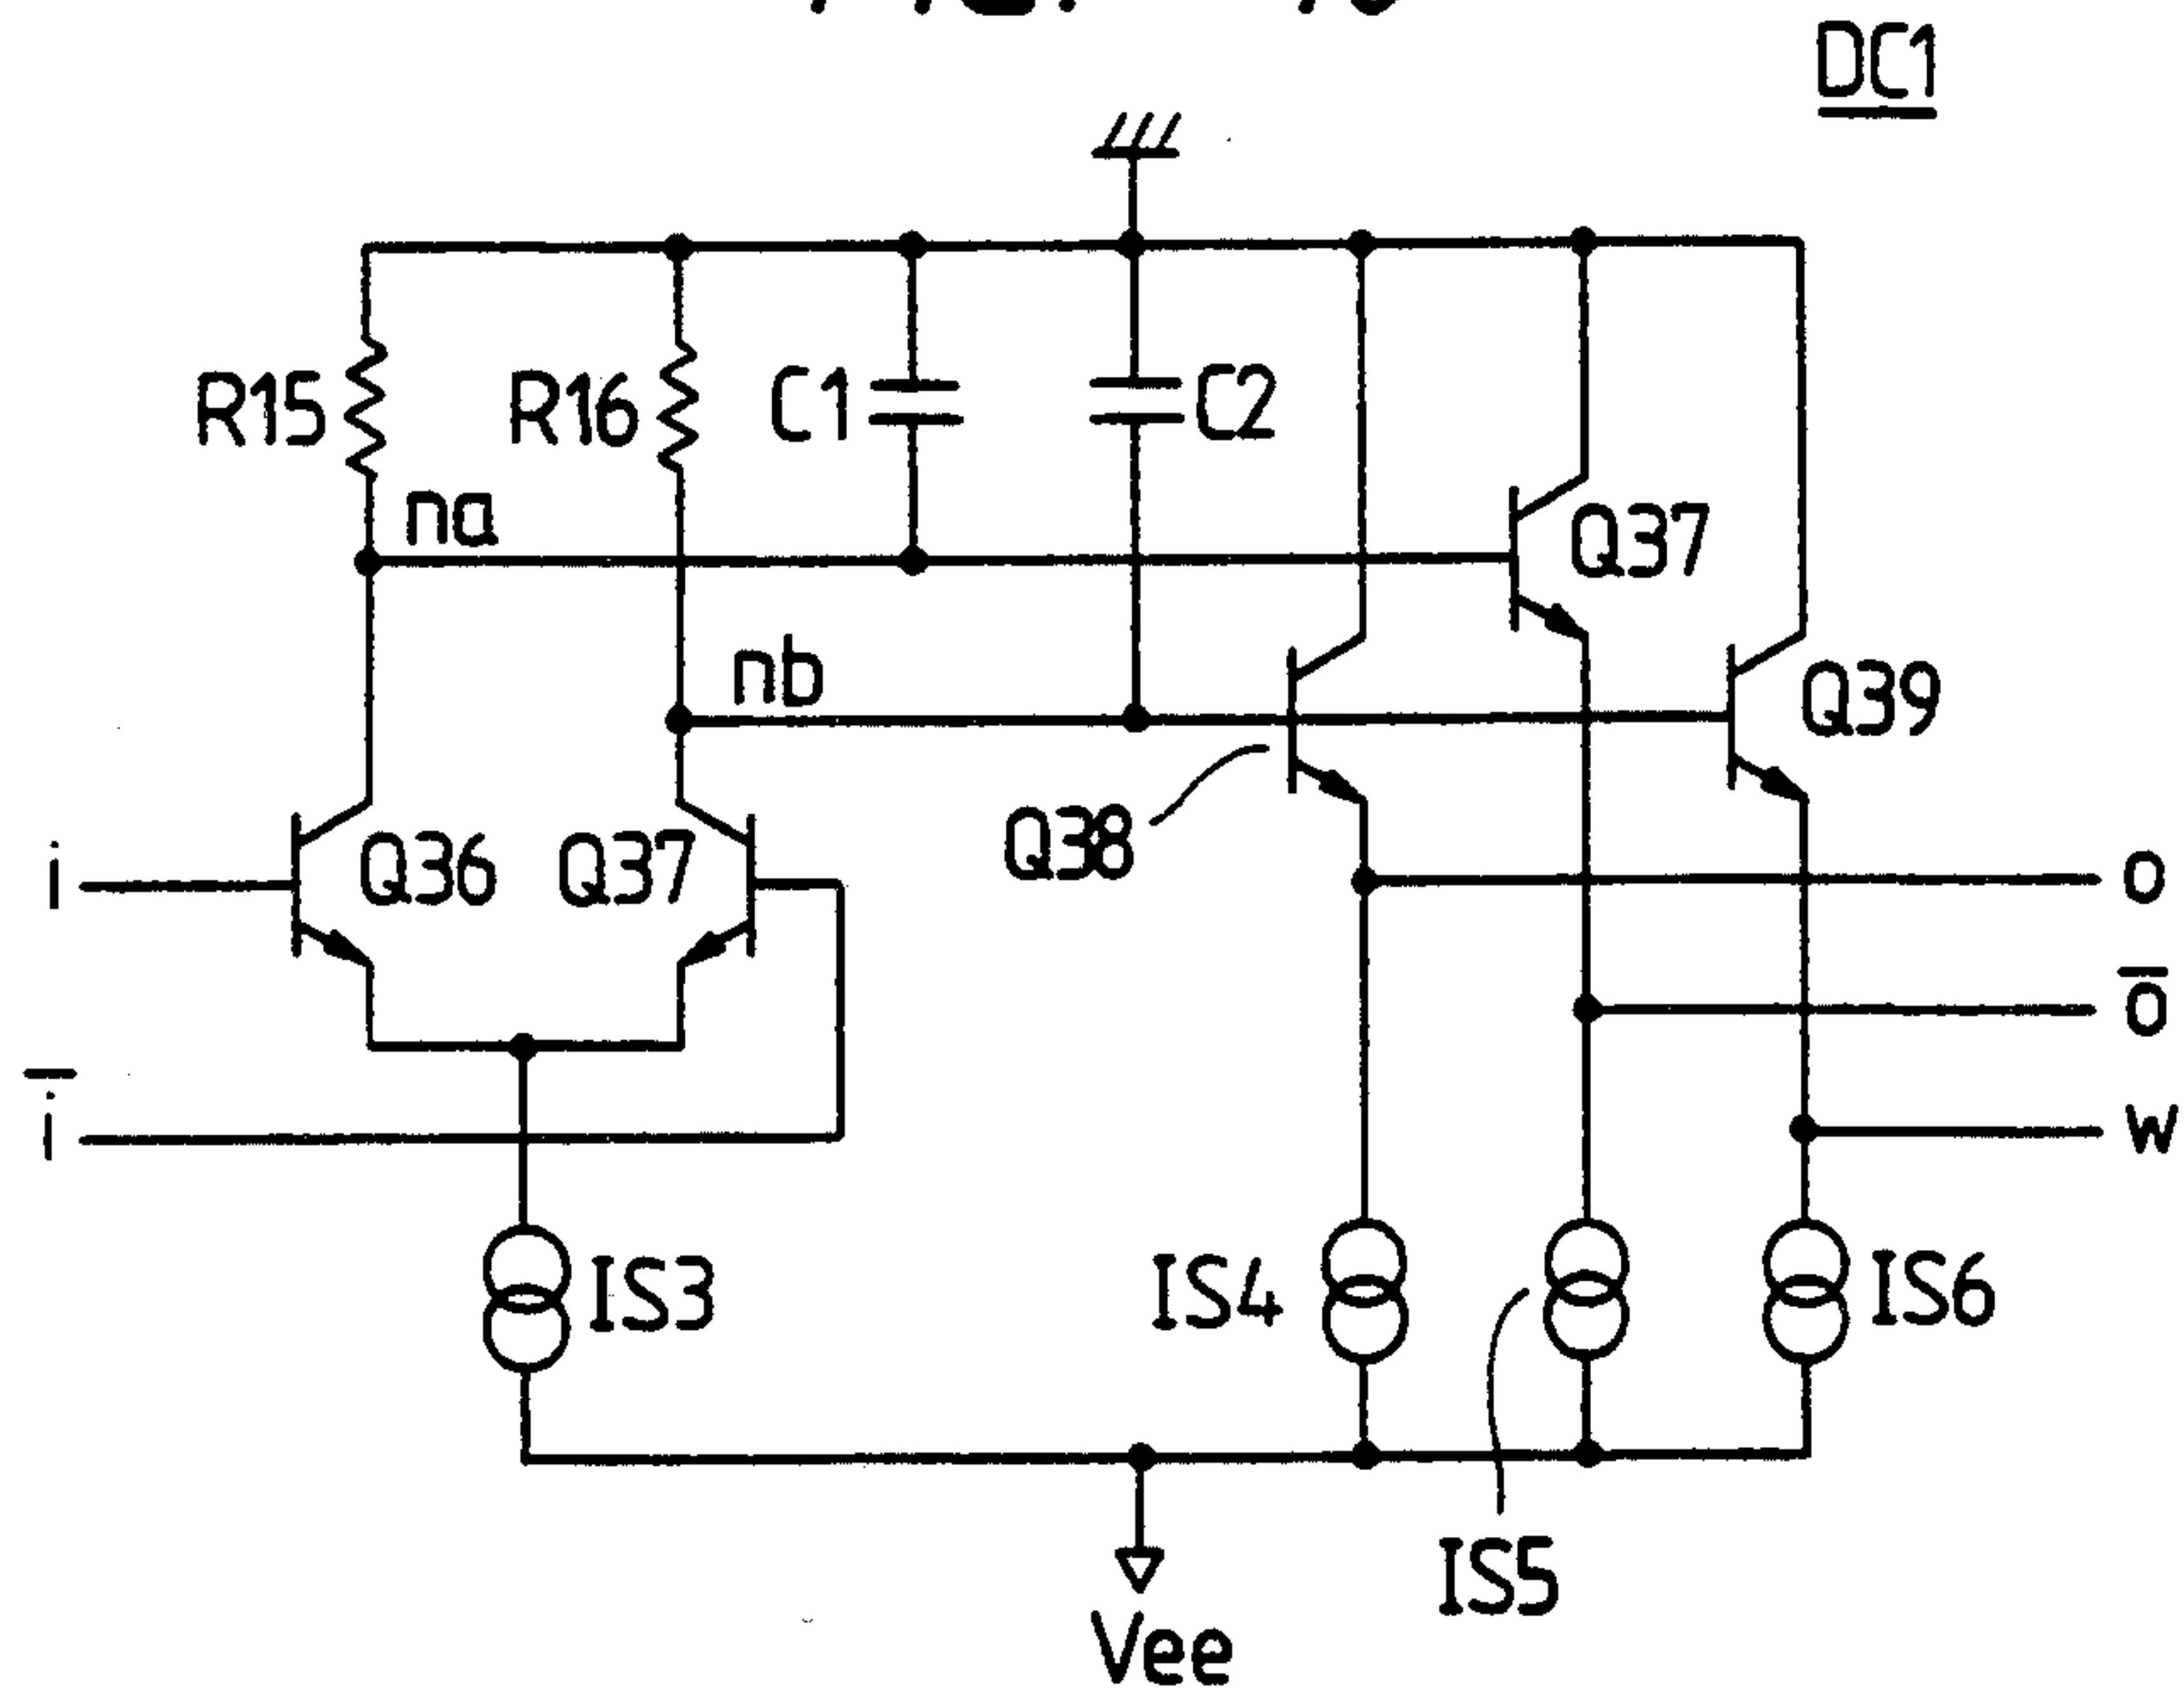 DC1
R15
R16
C1
C2
na
Q37
nb
Q39
Q38
i
Q36
Q37
o
o̅
i̅
w
IS3
IS4
IS6
IS5
Vee